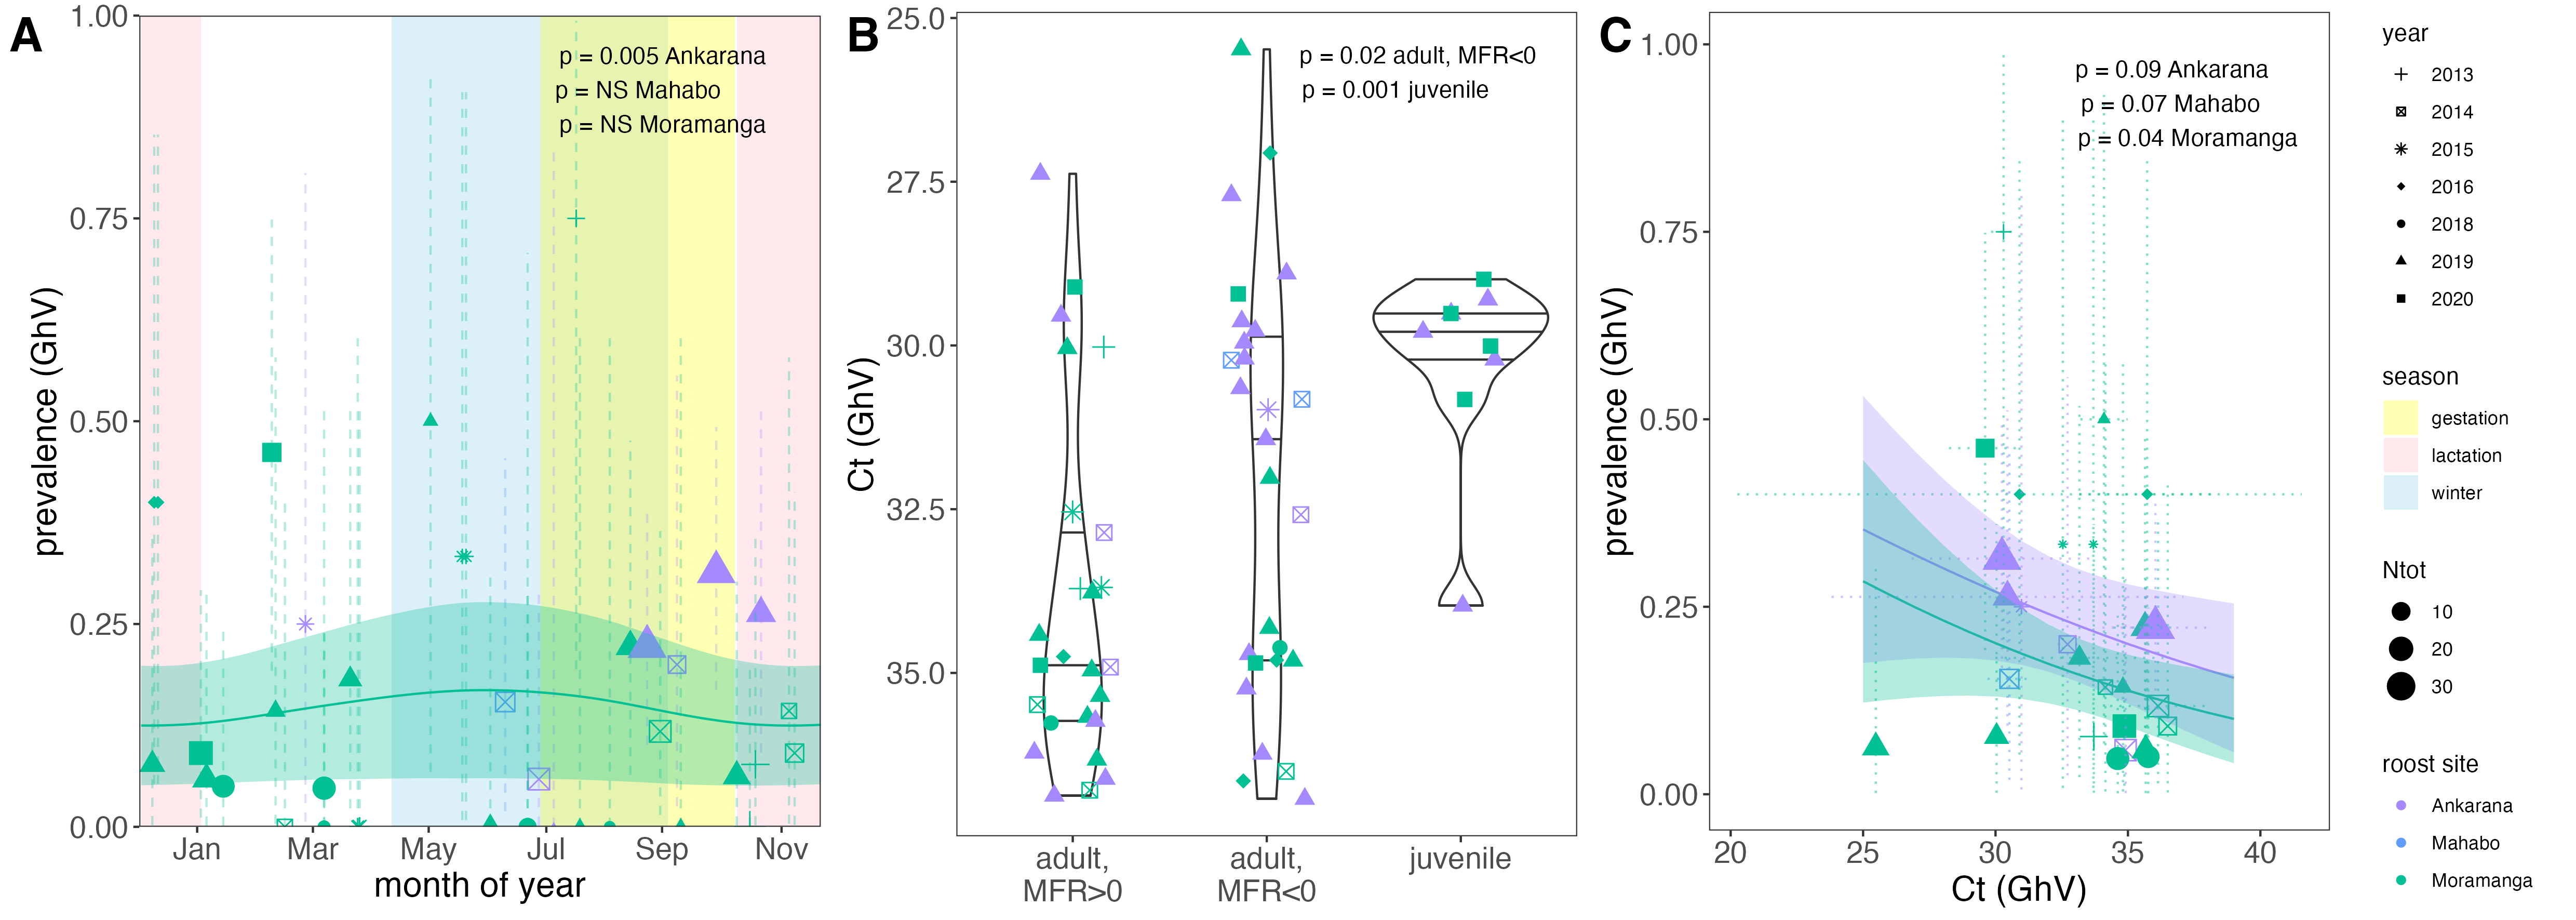 A
prevalence (GhV)
1.00
0.75
0.50
0.25
0.00
p = 0.005 Ankarana
p = NS Mahabo
p = NS Moramanga
Jan Mar May Jul Sep Nov
month of year
B
Ct (GhV)
25.0
27.5
30.0
32.5
35.0
p = 0.02 adult, MFR<0
p = 0.001 juvenile
adult, MFR>0
adult, MFR<0
juvenile
C
prevalence (GhV)
1.00
0.75
0.50
0.25
0.00
p = 0.09 Ankarana
p = 0.07 Mahabo
p = 0.04 Moramanga
20 25 30 35 40
Ct (GhV)
year
2013
2014
2015
2016
2018
2019
2020
season
gestation
lactation
winter
Ntot
10
20
30
roost site
Ankarana
Mahabo
Moramanga